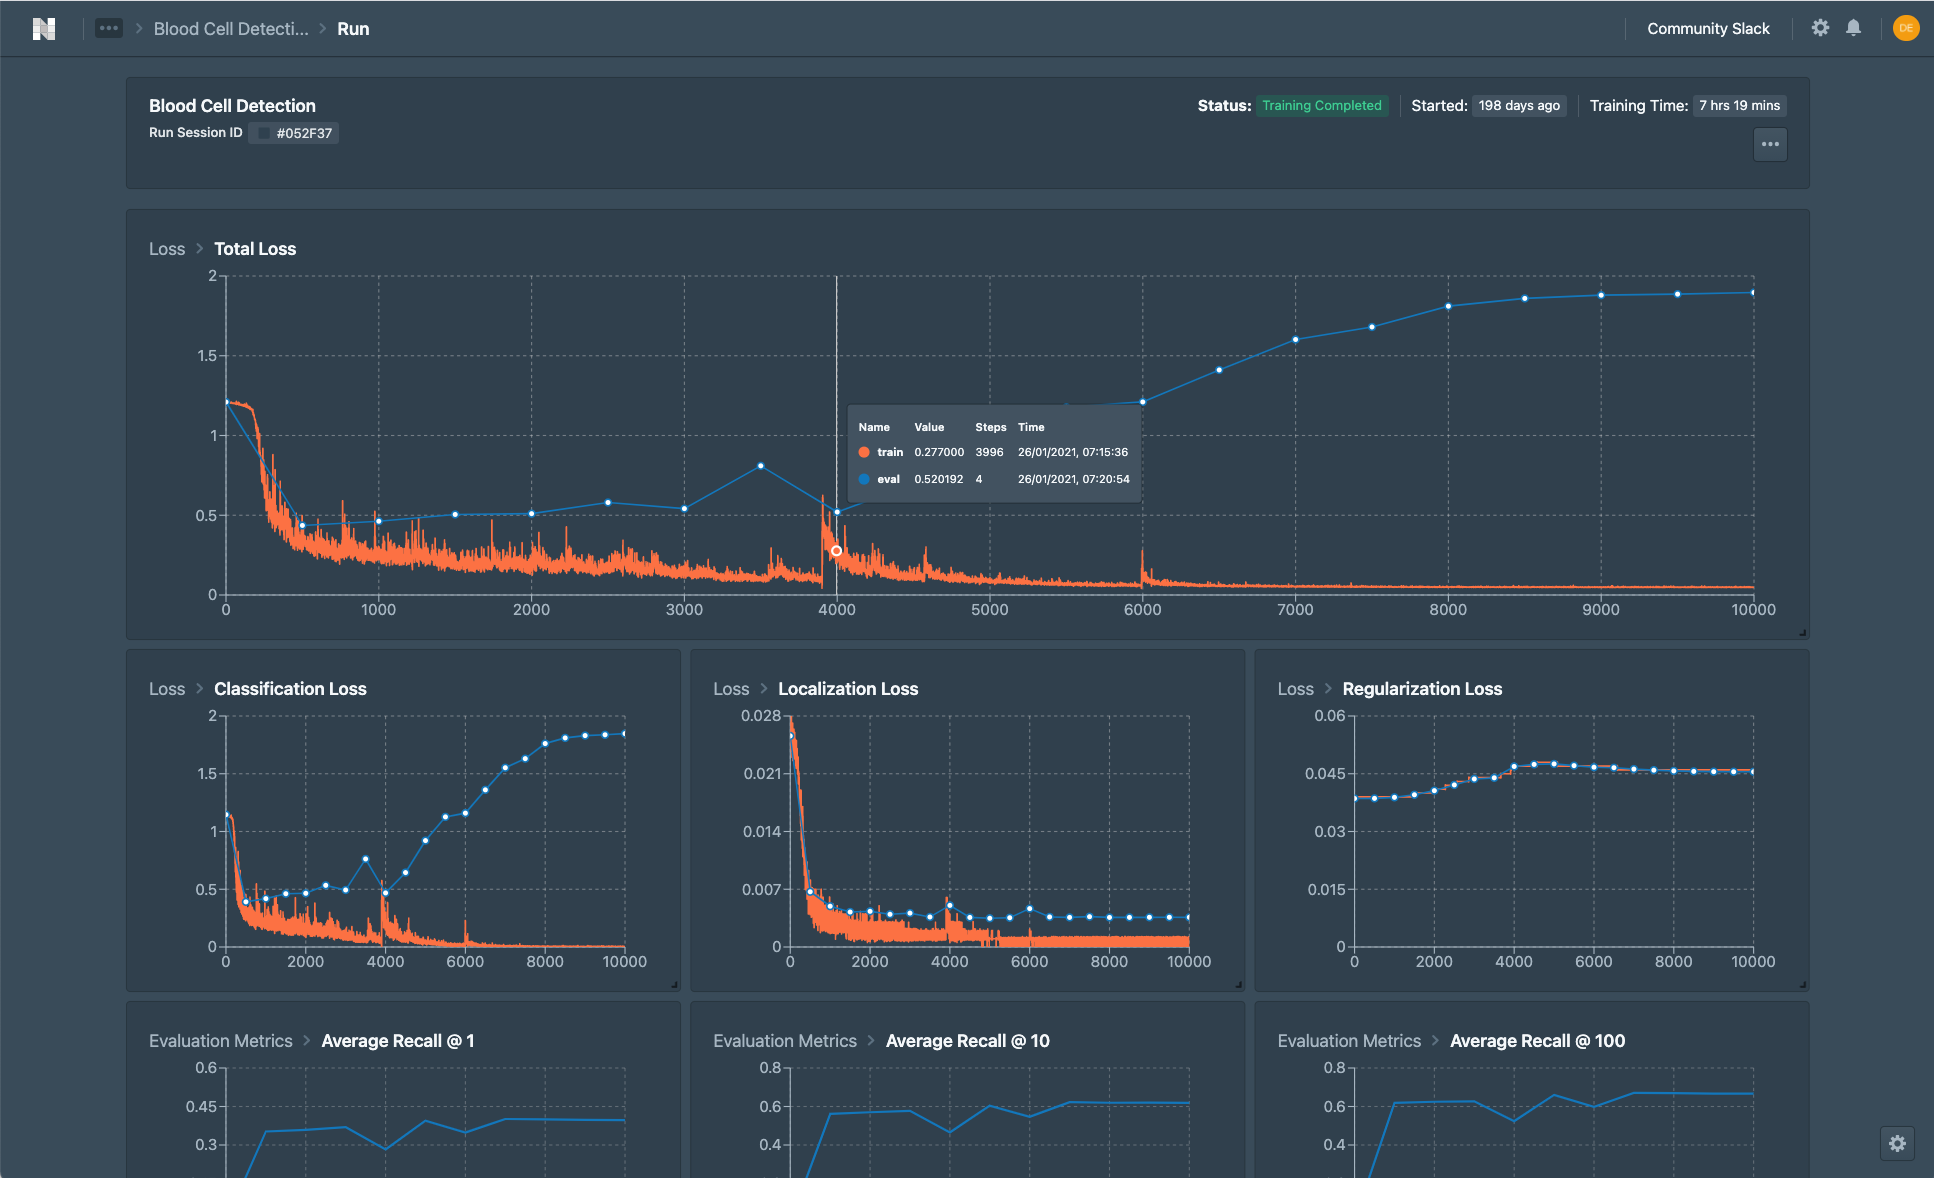 N ••• > Blood Cell Detecti... > Run Community Slack DE
Blood Cell Detection Status: Training Completed Started: 198 days ago Training Time: 7 hrs 19 mins
Run Session ID #052F37
Loss > Total Loss
2
1.5
1
0.5
0
0 1000 2000 3000 4000 5000 6000 7000 8000 9000 10000
Name Value Steps Time
train 0.277000 3996 26/01/2021, 07:15:36
eval 0.520192 4 26/01/2021, 07:20:54
Loss > Classification Loss
2
1.5
1
0.5
0
0 2000 4000 6000 8000 10000
Loss > Localization Loss
0.028
0.021
0.014
0.007
0
0 2000 4000 6000 8000 10000
Loss > Regularization Loss
0.06
0.045
0.03
0.015
0
0 2000 4000 6000 8000 10000
Evaluation Metrics > Average Recall @ 1
0.6
0.45
0.3
Evaluation Metrics > Average Recall @ 10
0.8
0.6
0.4
Evaluation Metrics > Average Recall @ 100
0.8
0.6
0.4